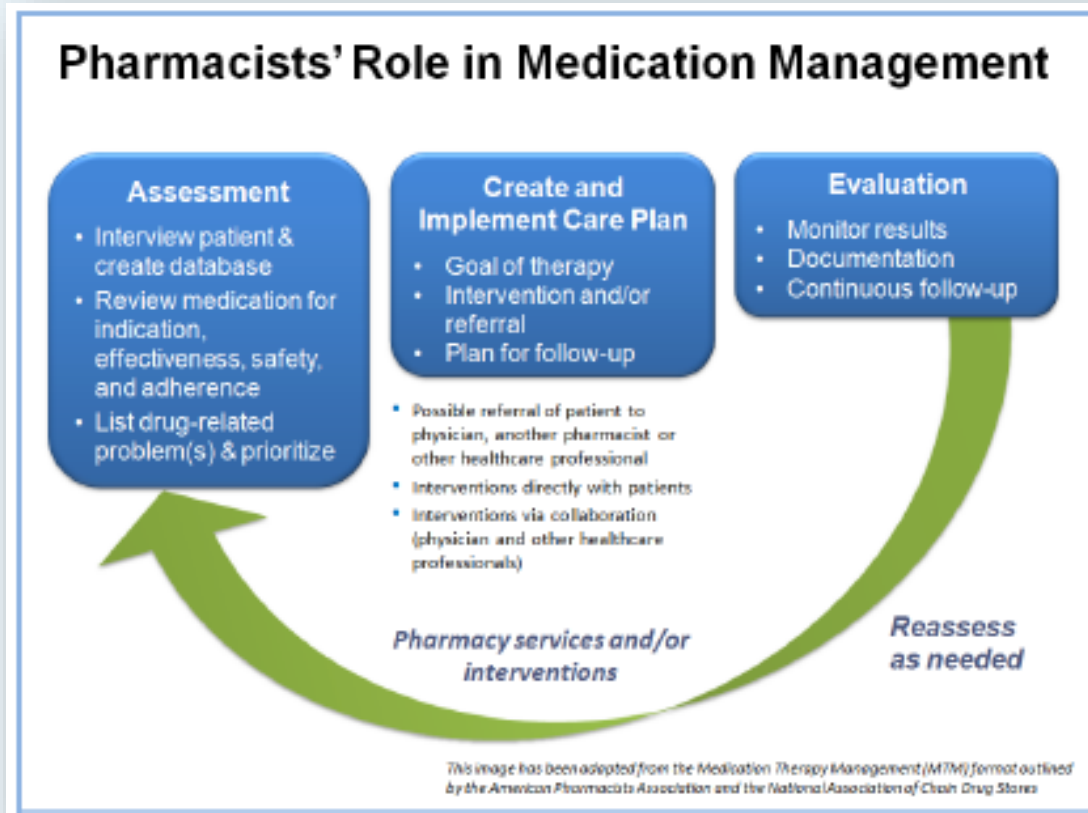 Pharmacists' Role in Medication Management
Assessment
• Interview patient &
create database
• Review medication for
indication,
effectiveness, safety,
and adherence
• List drug-related
problem(s) & prioritize
Create and
Implement Care Plan
• Goal of therapy
• Intervention and/or
referral
• Plan for follow-up
• Possible referral of patient to
physician, another pharmacist or
other healthcare professional
• Interventions directly with patients
• Interventions via collaboration
(physician and other healthcare
professionals)
Evaluation
• Monitor results
• Documentation
• Continuous follow-up
Pharmacy services and/or
interventions
Reassess
as needed
This image has been adapted from the Medication Therapy Management (MTM) format outlined
by the American Pharmacists Association and the National Association of Chain Drug Stores